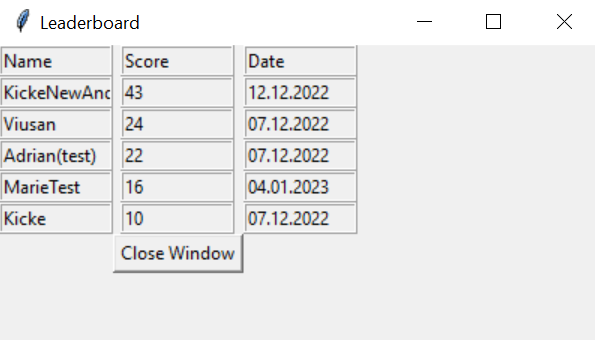 Leaderboard
Name Score Date
KickeNewAnd 43 12.12.2022
Viusan 24 07.12.2022
Adrian(test) 22 07.12.2022
MarieTest 16 04.01.2023
Kicke 10 07.12.2022
Close Window